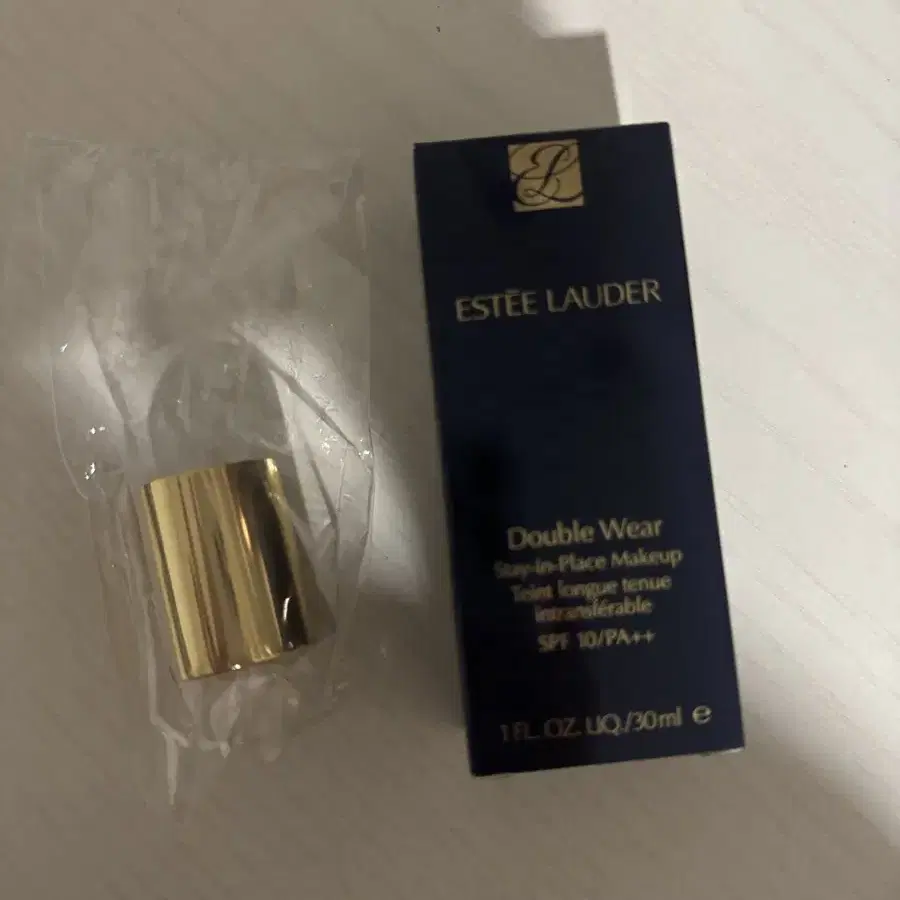 EL
ESTĒE LAUDER
Double Wear
Stay-in-Place Makeup
Teint longue tenue
intransférable
SPF 10/PA++
1 FL. OZ. LIQ./30ml ℮